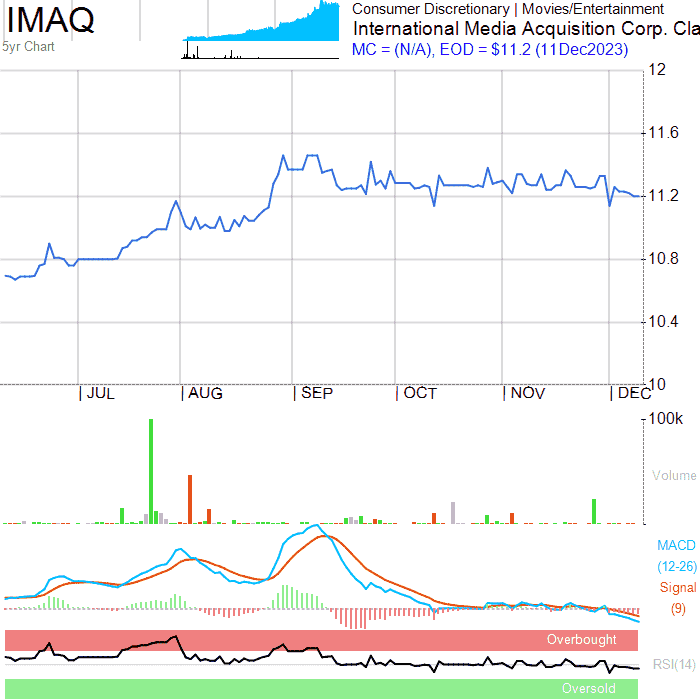 IMAQ
5yr Chart
Consumer Discretionary | Movies/Entertainment
International Media Acquisition Corp. Cla
MC = (N/A), EOD = $11.2 (11Dec2023)
12
11.6
11.2
10.8
10.4
10
| JUL | AUG | SEP | OCT | NOV | DEC
100k
Volume
MACD
(12-26)
Signal
(9)
Overbought
RSI(14)
Oversold